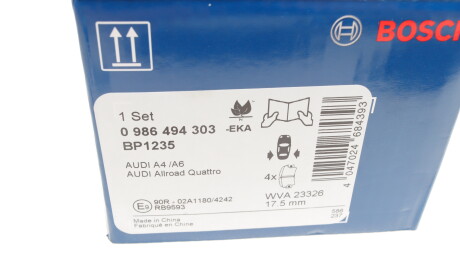 BOSCH
1 Set
0 986 494 303
-EKA
BP1235
AUDI A4 /A6
AUDI Allroad Quattro
4x
WVA 23326
17.5 mm
90R - 02A1180/4242
RB9593
Made in China
Fabriqué en Chine
4 047024 684393